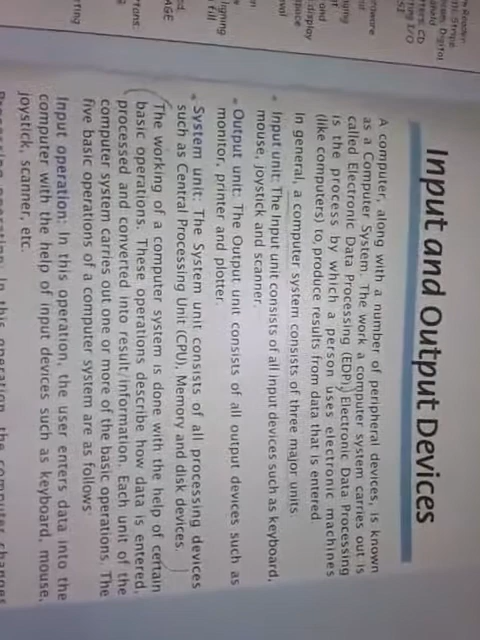 Input and Output Devices
A computer, along with a number of peripheral devices, is known
as a Computer System. The work a computer system carries out is
called Electronic Data Processing (EDP). Electronic Data Processing
is the process by which a person uses electronic machines
(like computers) to produce results from data that is entered.
In general, a computer system consists of three major units:
• Input unit: The Input unit consists of all input devices such as keyboard,
mouse, joystick and scanner.
• Output unit: The Output unit consists of all output devices such as
monitor, printer and plotter.
• System unit: The System unit consists of all processing devices
such as Central Processing Unit (CPU), Memory and disk devices.
The working of a computer system is done with the help of certain
basic operations. These operations describe how data is entered,
processed and converted into result/information. Each unit of the
computer system carries out one or more of the basic operations. The
five basic operations of a computer system are as follows:
Input operation: In this operation, the user enters data into the
computer with the help of input devices such as keyboard, mouse,
joystick, scanner, etc.
Processing operation: In this operation, the computer changes